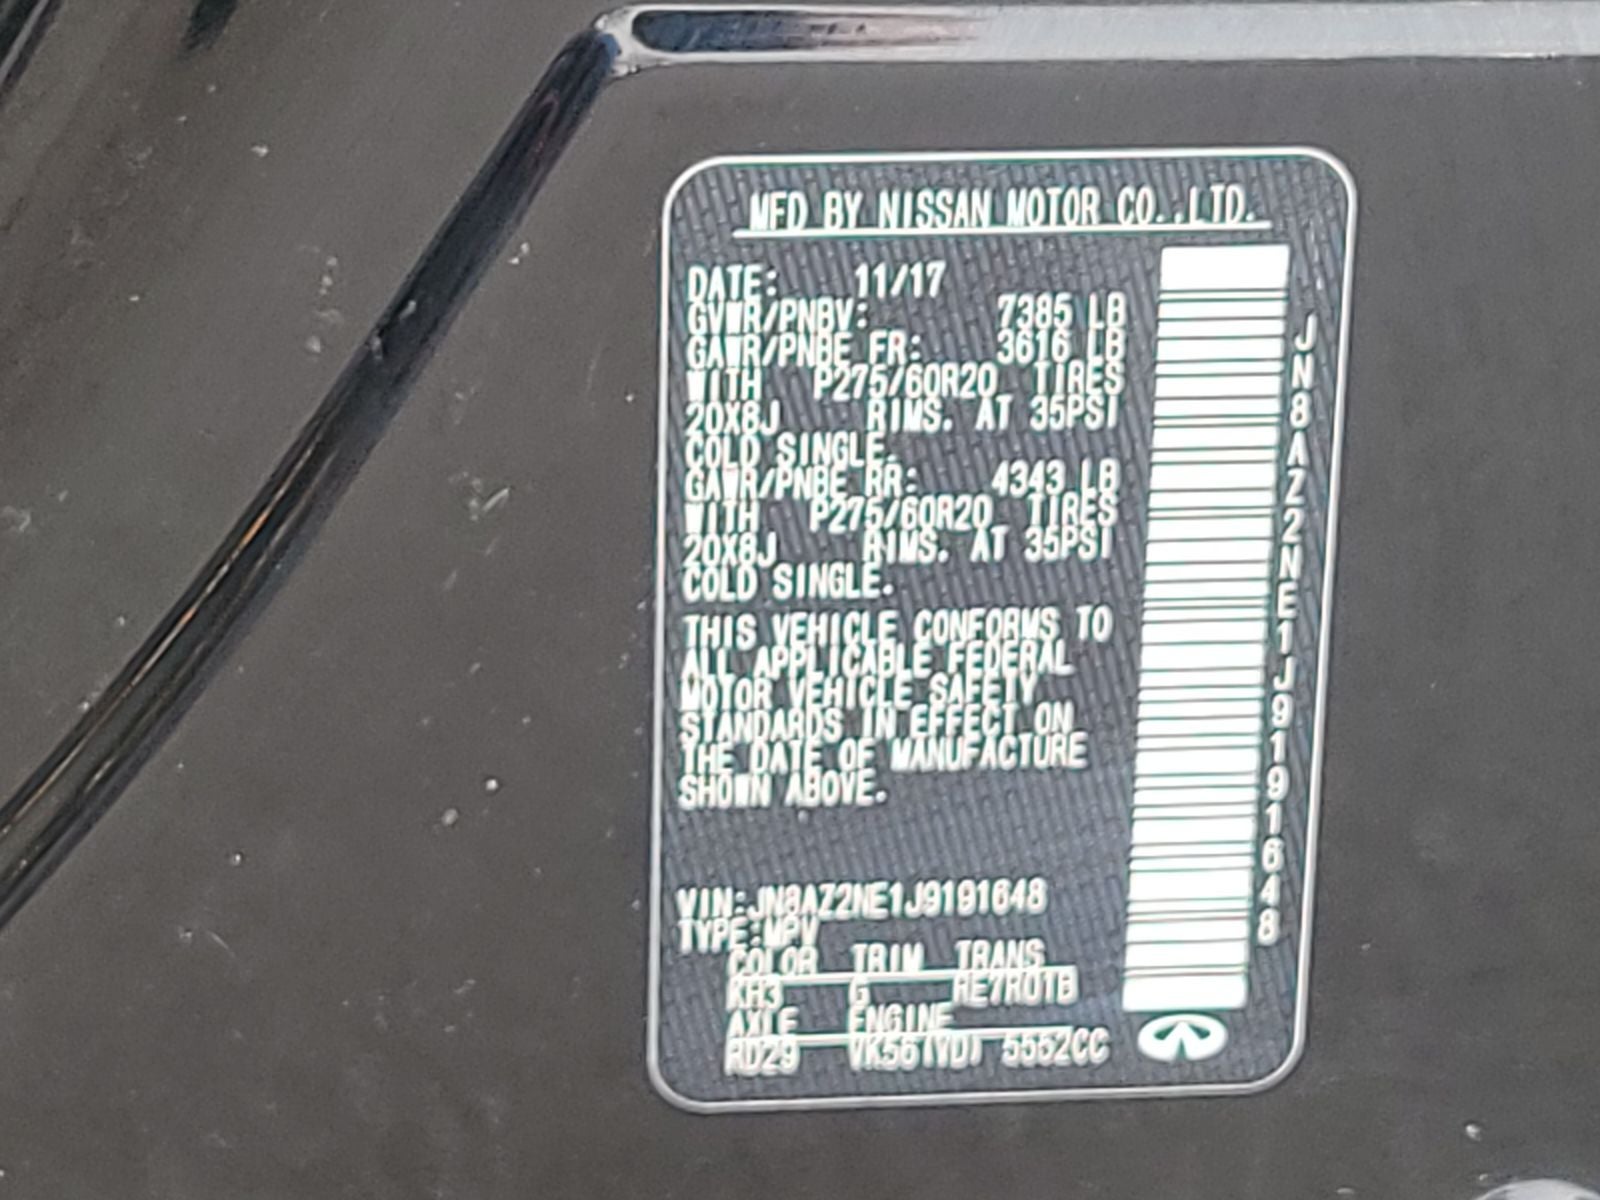 MFD BY NISSAN MOTOR CO.,LTD.
DATE: 11/17
GVWR/PNBV: 7385 LB
GAWR/PNBE FR: 3616 LB
WITH P275/60R20 TIRES
20X8J RIMS. AT 35PSI
COLD SINGLE.
GAWR/PNBE RR: 4343 LB
WITH P275/60R20 TIRES
20X8J RIMS. AT 35PSI
COLD SINGLE.
THIS VEHICLE CONFORMS TO
ALL APPLICABLE FEDERAL
MOTOR VEHICLE SAFETY
STANDARDS IN EFFECT ON
THE DATE OF MANUFACTURE
SHOWN ABOVE.
VIN:JN8AZ2NE1J9191648
TYPE:MPV
COLOR TRIM TRANS
KH3 G RE7R01B
AXLE ENGINE
RD29 VK56(VD) 5552CC
JN8AZ2NE1J9191648